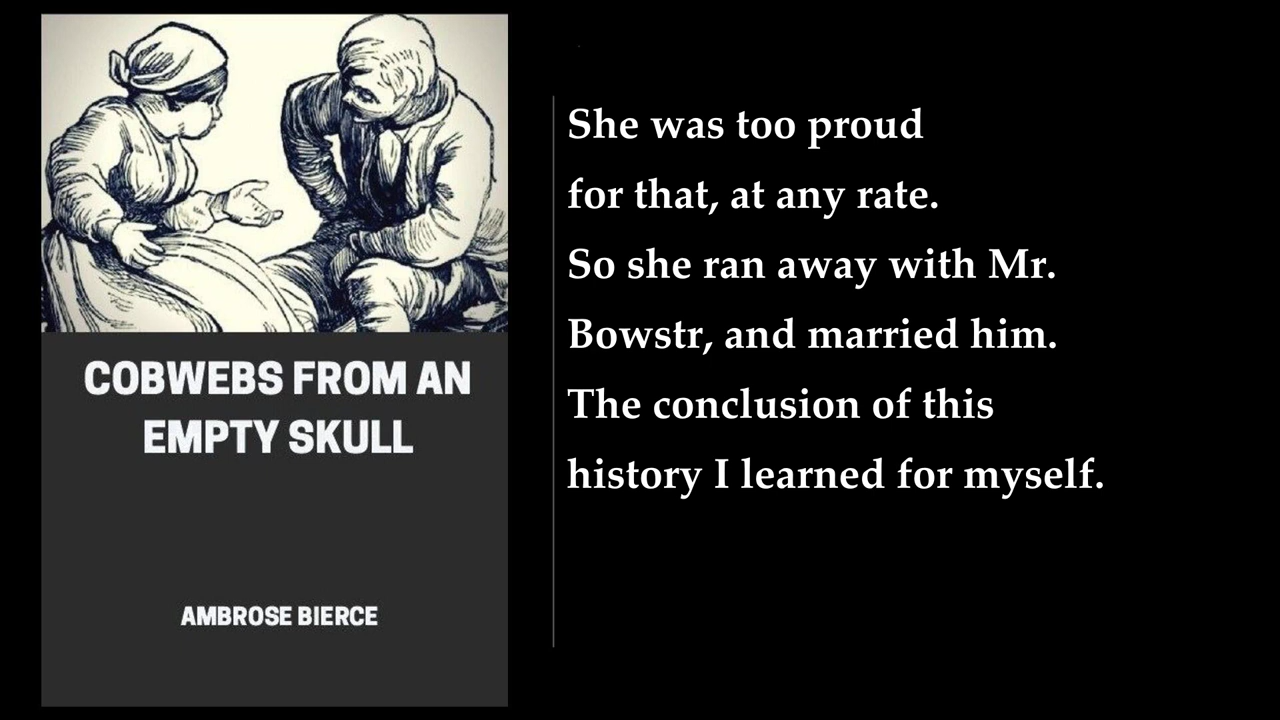 COBWEBS FROM AN
EMPTY SKULL
AMBROSE BIERCE
She was too proud
for that, at any rate.
So she ran away with Mr.
Bowstr, and married him.
The conclusion of this
history I learned for myself.